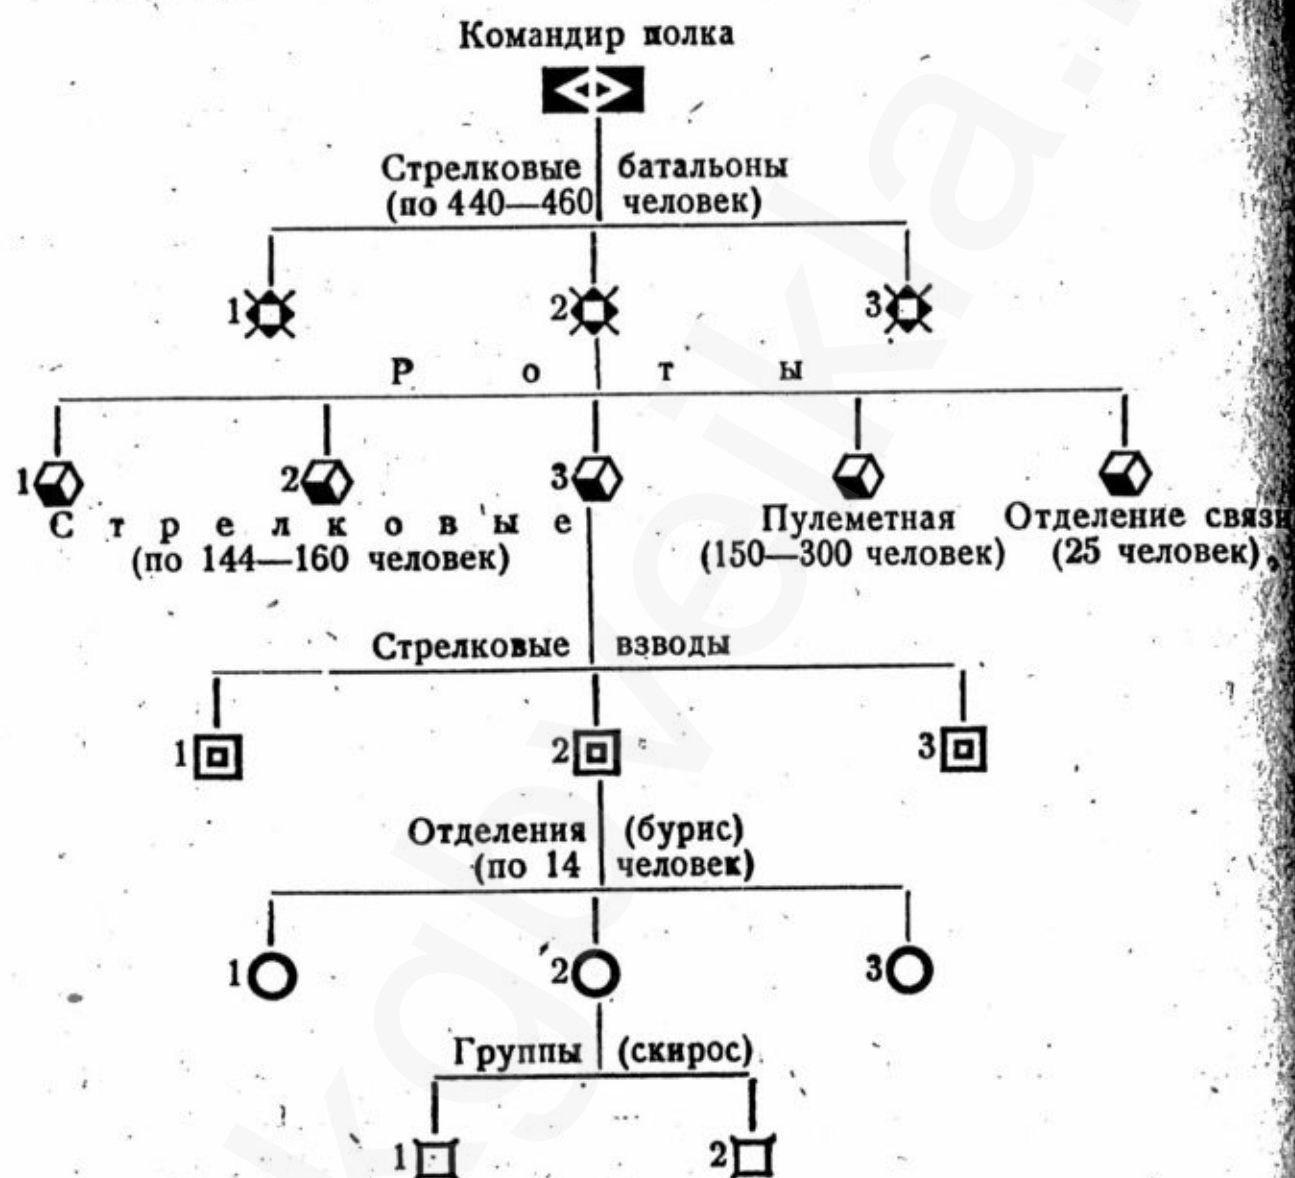 Командир полка
Стрелковые батальоны
(по 440—460 человек)
1 2 3
Р о т ы
1 2 3
С т р е л к о в ы е Пулеметная Отделение связи
(по 144—160 человек) (150—300 человек) (25 человек)
Стрелковые взводы
1 2 3
Отделения (бурис)
(по 14 человек)
1 2 3
Группы (скирос)
1 2
kgbveikla.